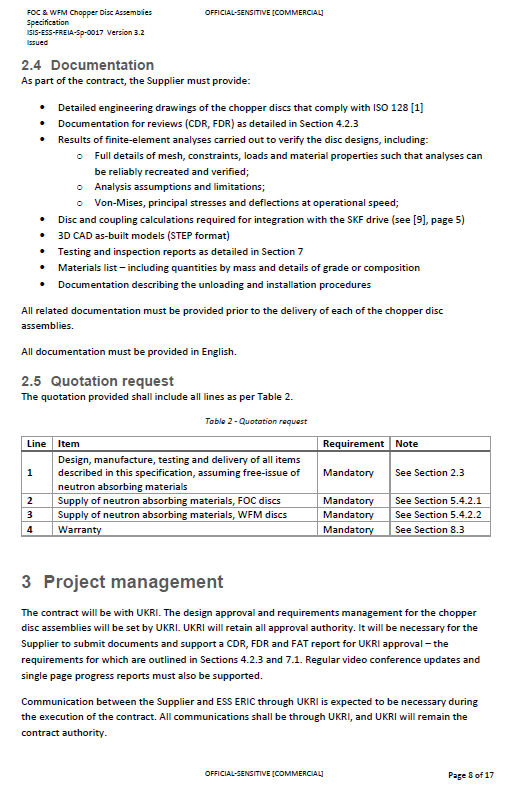 FOC & WFM Chopper Disc Assemblies
OFFICIAL-SENSITIVE [COMMERCIAL]
Specification
ISIS-ESS-FREIA-Sp-0017 Version 3.2
Issued
2.4 Documentation
As part of the contract, the Supplier must provide:
• Detailed engineering drawings of the chopper discs that comply with ISO 128 [1]
• Documentation for reviews (CDR, FDR) as detailed in Section 4.2.3
• Results of finite-element analyses carried out to verify the disc designs, including:
o Full details of mesh, constraints, loads and material properties such that analyses can
be reliably recreated and verified;
o Analysis assumptions and limitations;
o Von-Mises, principal stresses and deflections at operational speed;
• Disc and coupling calculations required for integration with the SKF drive (see [9], page 5)
• 3D CAD as-built models (STEP format)
• Testing and inspection reports as detailed in Section 7
• Materials list – including quantities by mass and details of grade or composition
• Documentation describing the unloading and installation procedures
All related documentation must be provided prior to the delivery of each of the chopper disc
assemblies.
All documentation must be provided in English.
2.5 Quotation request
The quotation provided shall include all lines as per Table 2.
Table 2 - Quotation request
Line Item Requirement Note
1 Design, manufacture, testing and delivery of all items
described in this specification, assuming free-issue of
neutron absorbing materials Mandatory See Section 2.3
2 Supply of neutron absorbing materials, FOC discs Mandatory See Section 5.4.2.1
3 Supply of neutron absorbing materials, WFM discs Mandatory See Section 5.4.2.2
4 Warranty Mandatory See Section 8.3
3 Project management
The contract will be with UKRI. The design approval and requirements management for the chopper
disc assemblies will be set by UKRI. UKRI will retain all approval authority. It will be necessary for the
Supplier to submit documents and support a CDR, FDR and FAT report for UKRI approval – the
requirements for which are outlined in Sections 4.2.3 and 7.1. Regular video conference updates and
single page progress reports must also be supported.
Communication between the Supplier and ESS ERIC through UKRI is expected to be necessary during
the execution of the contract. All communications shall be through UKRI, and UKRI will remain the
contract authority.
OFFICIAL-SENSITIVE [COMMERCIAL]
Page 8 of 17